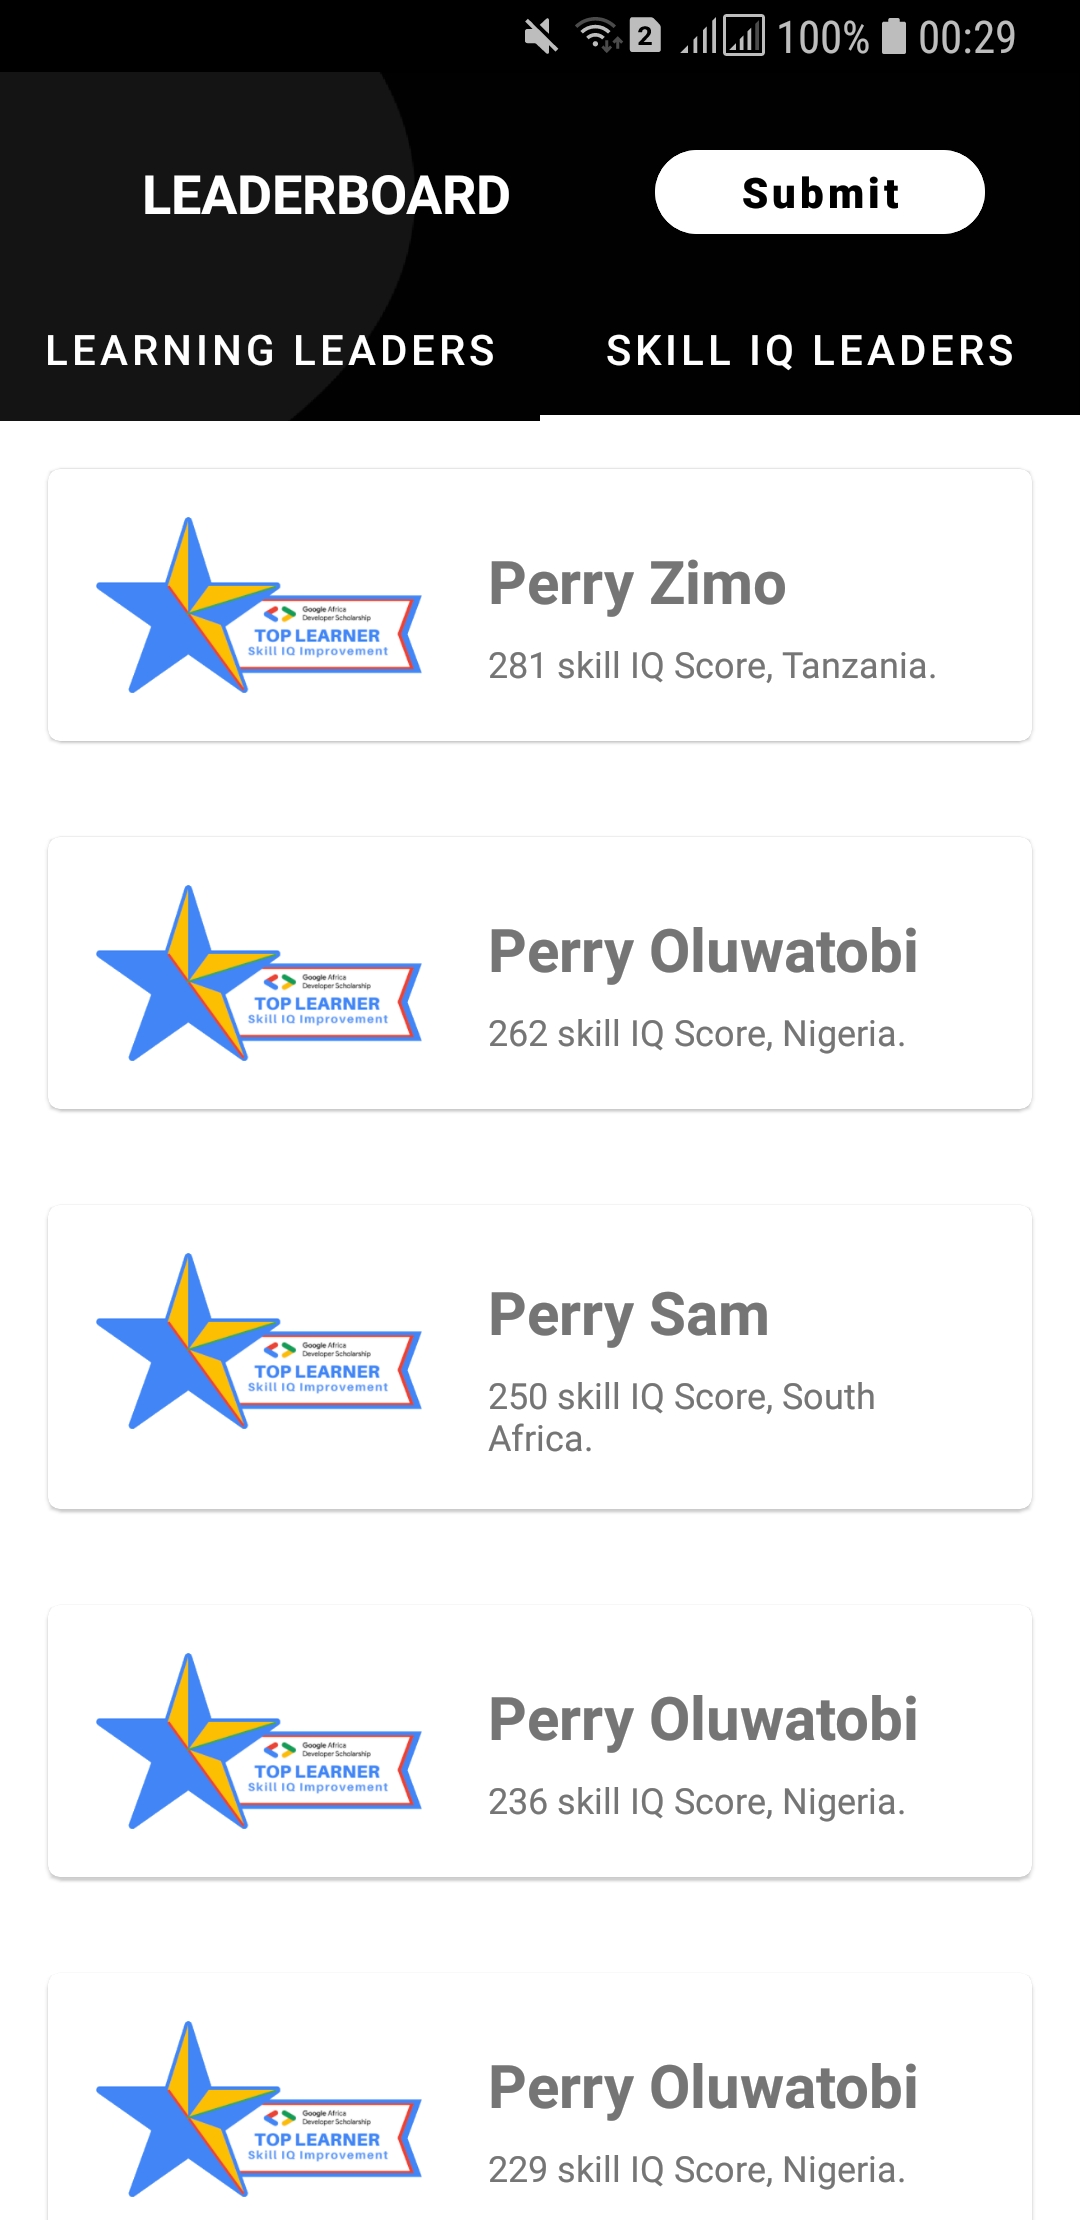 2 100% 00:29
LEADERBOARD
Submit
LEARNING LEADERS
SKILL IQ LEADERS
Google Africa
Developer Scholarship
TOP LEARNER
Skill IQ Improvement
Perry Zimo
281 skill IQ Score, Tanzania.
Google Africa
Developer Scholarship
TOP LEARNER
Skill IQ Improvement
Perry Oluwatobi
262 skill IQ Score, Nigeria.
Google Africa
Developer Scholarship
TOP LEARNER
Skill IQ Improvement
Perry Sam
250 skill IQ Score, South
Africa.
Google Africa
Developer Scholarship
TOP LEARNER
Skill IQ Improvement
Perry Oluwatobi
236 skill IQ Score, Nigeria.
Google Africa
Developer Scholarship
TOP LEARNER
Skill IQ Improvement
Perry Oluwatobi
229 skill IQ Score, Nigeria.